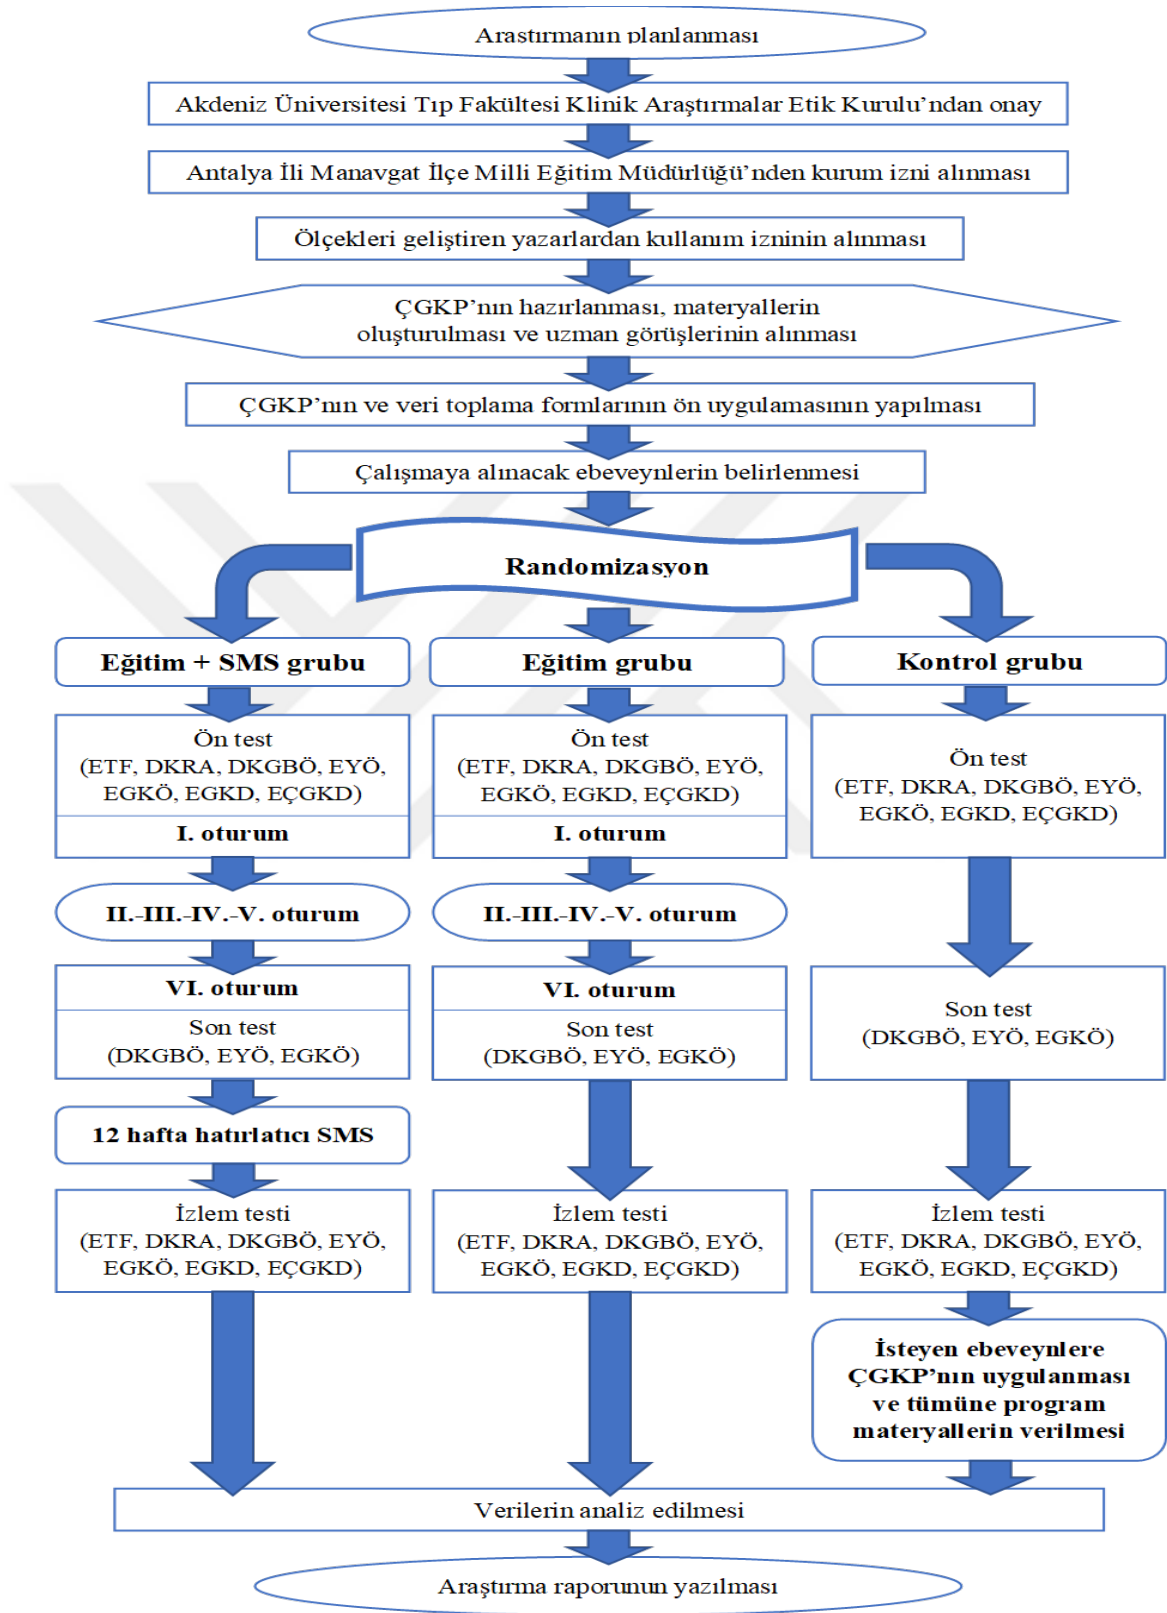 Araştırmanın planlanması
Akdeniz Üniversitesi Tıp Fakültesi Klinik Araştırmalar Etik Kurulu’ndan onay
Antalya İli Manavgat İlçe Milli Eğitim Müdürlüğü’nden kurum izni alınması
Ölçekleri geliştiren yazarlardan kullanım izninin alınması
ÇGKP’nın hazırlanması, materyallerin
oluşturulması ve uzman görüşlerinin alınması
ÇGKP’nın ve veri toplama formlarının ön uygulamasının yapılması
Çalışmaya alınacak ebeveynlerin belirlenmesi
Randomizasyon
Eğitim + SMS grubu
Eğitim grubu
Kontrol grubu
Ön test
(ETF, DKRA, DKGBÖ, EYÖ,
EGKÖ, EGKD, EÇGKD)
I. oturum
Ön test
(ETF, DKRA, DKGBÖ, EYÖ,
EGKÖ, EGKD, EÇGKD)
I. oturum
Ön test
(ETF, DKRA, DKGBÖ, EYÖ,
EGKÖ, EGKD, EÇGKD)
II.-III.-IV.-V. oturum
II.-III.-IV.-V. oturum
VI. oturum
Son test
(DKGBÖ, EYÖ, EGKÖ)
VI. oturum
Son test
(DKGBÖ, EYÖ, EGKÖ)
Son test
(DKGBÖ, EYÖ, EGKÖ)
12 hafta hatırlatıcı SMS
İzlem testi
(ETF, DKRA, DKGBÖ, EYÖ,
EGKÖ, EGKD, EÇGKD)
İzlem testi
(ETF, DKRA, DKGBÖ, EYÖ,
EGKÖ, EGKD, EÇGKD)
İzlem testi
(ETF, DKRA, DKGBÖ, EYÖ,
EGKÖ, EGKD, EÇGKD)
İsteyen ebeveynlere
ÇGKP’nın uygulanması
ve tümüne program
materyallerin verilmesi
Verilerin analiz edilmesi
Araştırma raporunun yazılması